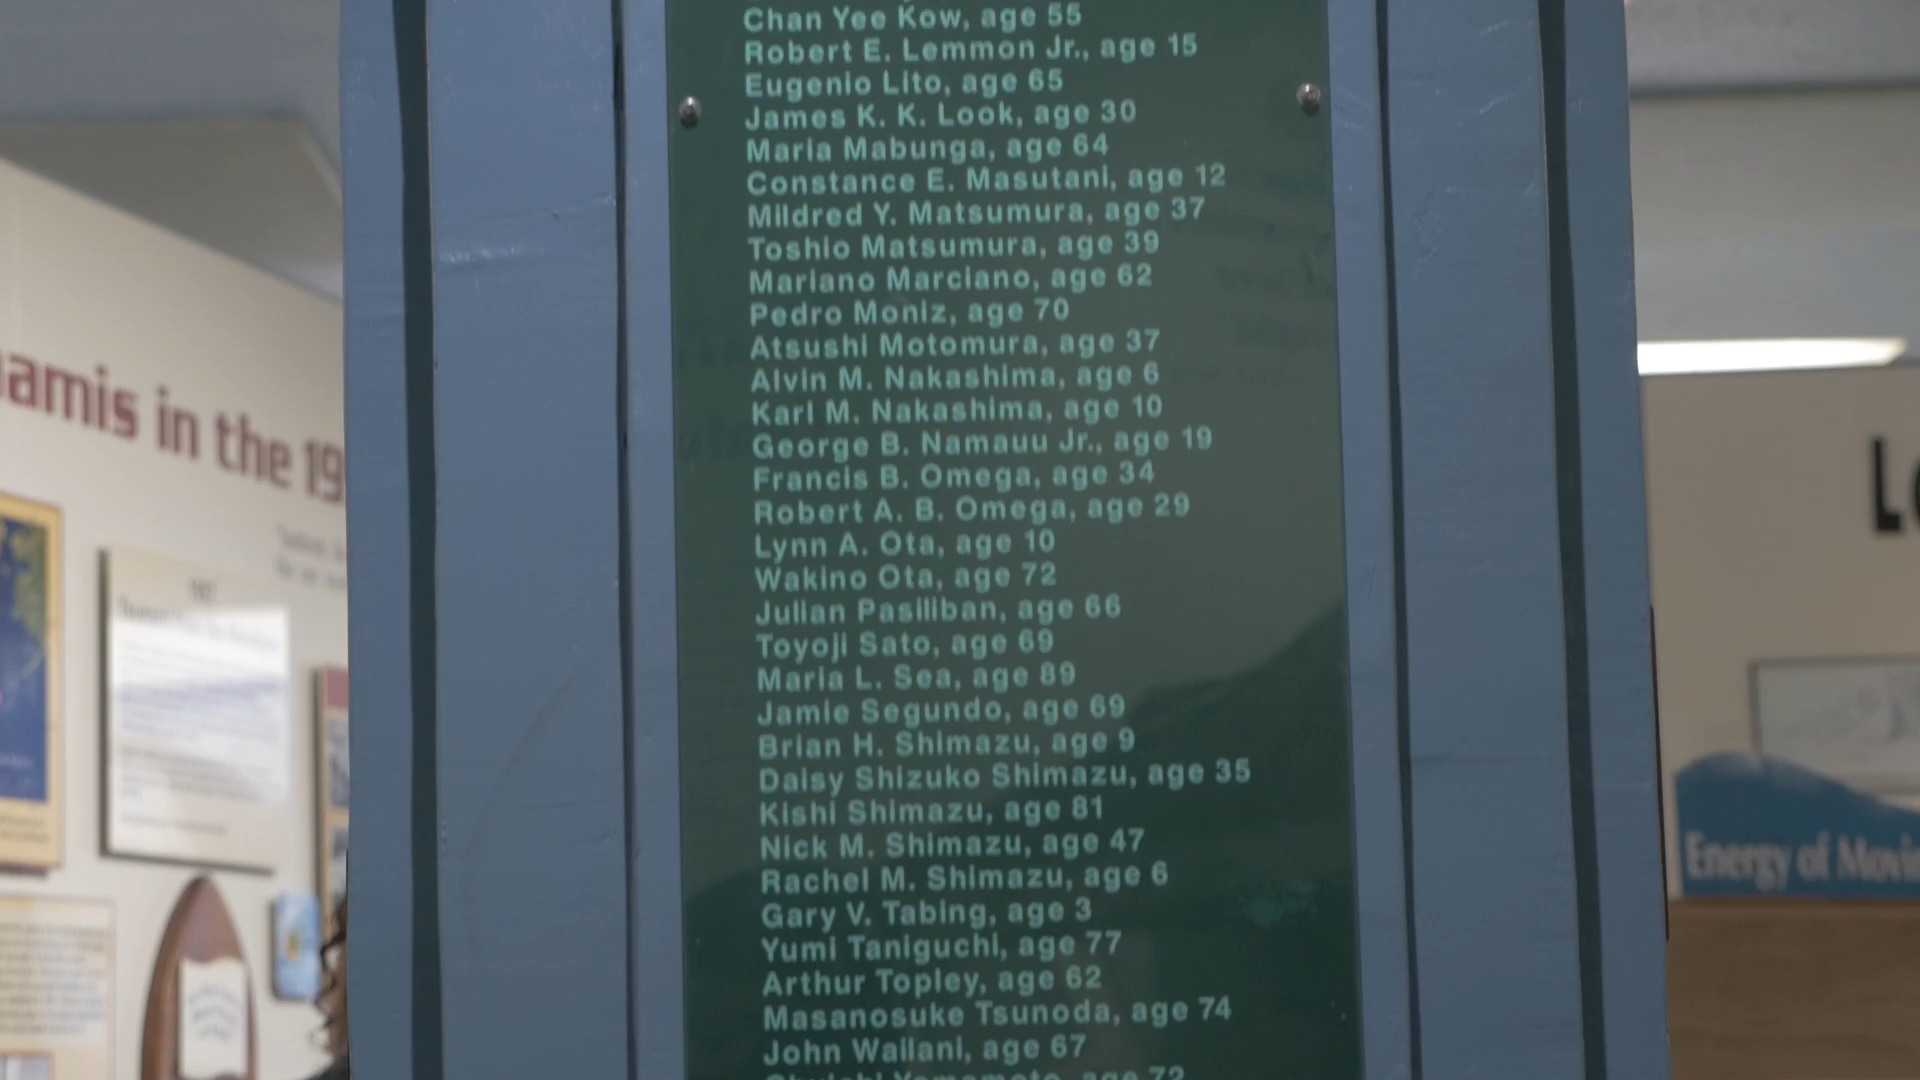 Chan Yee Kow, age 55
Robert E. Lemmon Jr., age 15
Eugenio Lito, age 65
James K. K. Look, age 30
Maria Mabunga, age 64
Constance E. Masutani, age 12
Mildred Y. Matsumura, age 37
Toshio Matsumura, age 39
Mariano Marciano, age 62
Pedro Moniz, age 70
Atsushi Motomura, age 37
Alvin M. Nakashima, age 6
Karl M. Nakashima, age 10
George B. Namauu Jr., age 19
Francis B. Omega, age 34
Robert A. B. Omega, age 29
Lynn A. Ota, age 10
Wakino Ota, age 72
Julian Pasiliban, age 66
Toyoji Sato, age 69
Maria L. Sea, age 89
Jamie Segundo, age 69
Brian H. Shimazu, age 9
Daisy Shizuko Shimazu, age 35
Kishi Shimazu, age 81
Nick M. Shimazu, age 47
Rachel M. Shimazu, age 6
Gary V. Tabing, age 3
Yumi Taniguchi, age 77
Arthur Topley, age 62
Masanosuke Tsunoda, age 74
John Wailani, age 67
Yamamoto, age 72
namis in the 19
Energy of Movin